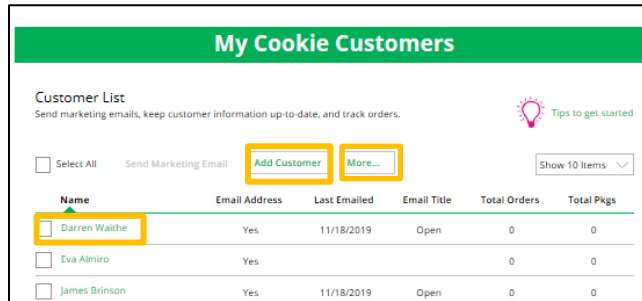 My Cookie Customers
Customer List
Send marketing emails, keep customer information up-to-date, and track orders.
Tips to get started
Select All Send Marketing Email Add Customer More... Show 10 Items
Name Email Address Last Emailed Email Title Total Orders Total Pkgs
Darren Waithe Yes 11/18/2019 Open 0 0
Eva Almiro Yes 0 0
James Brinson Yes 11/18/2019 Open 0 0